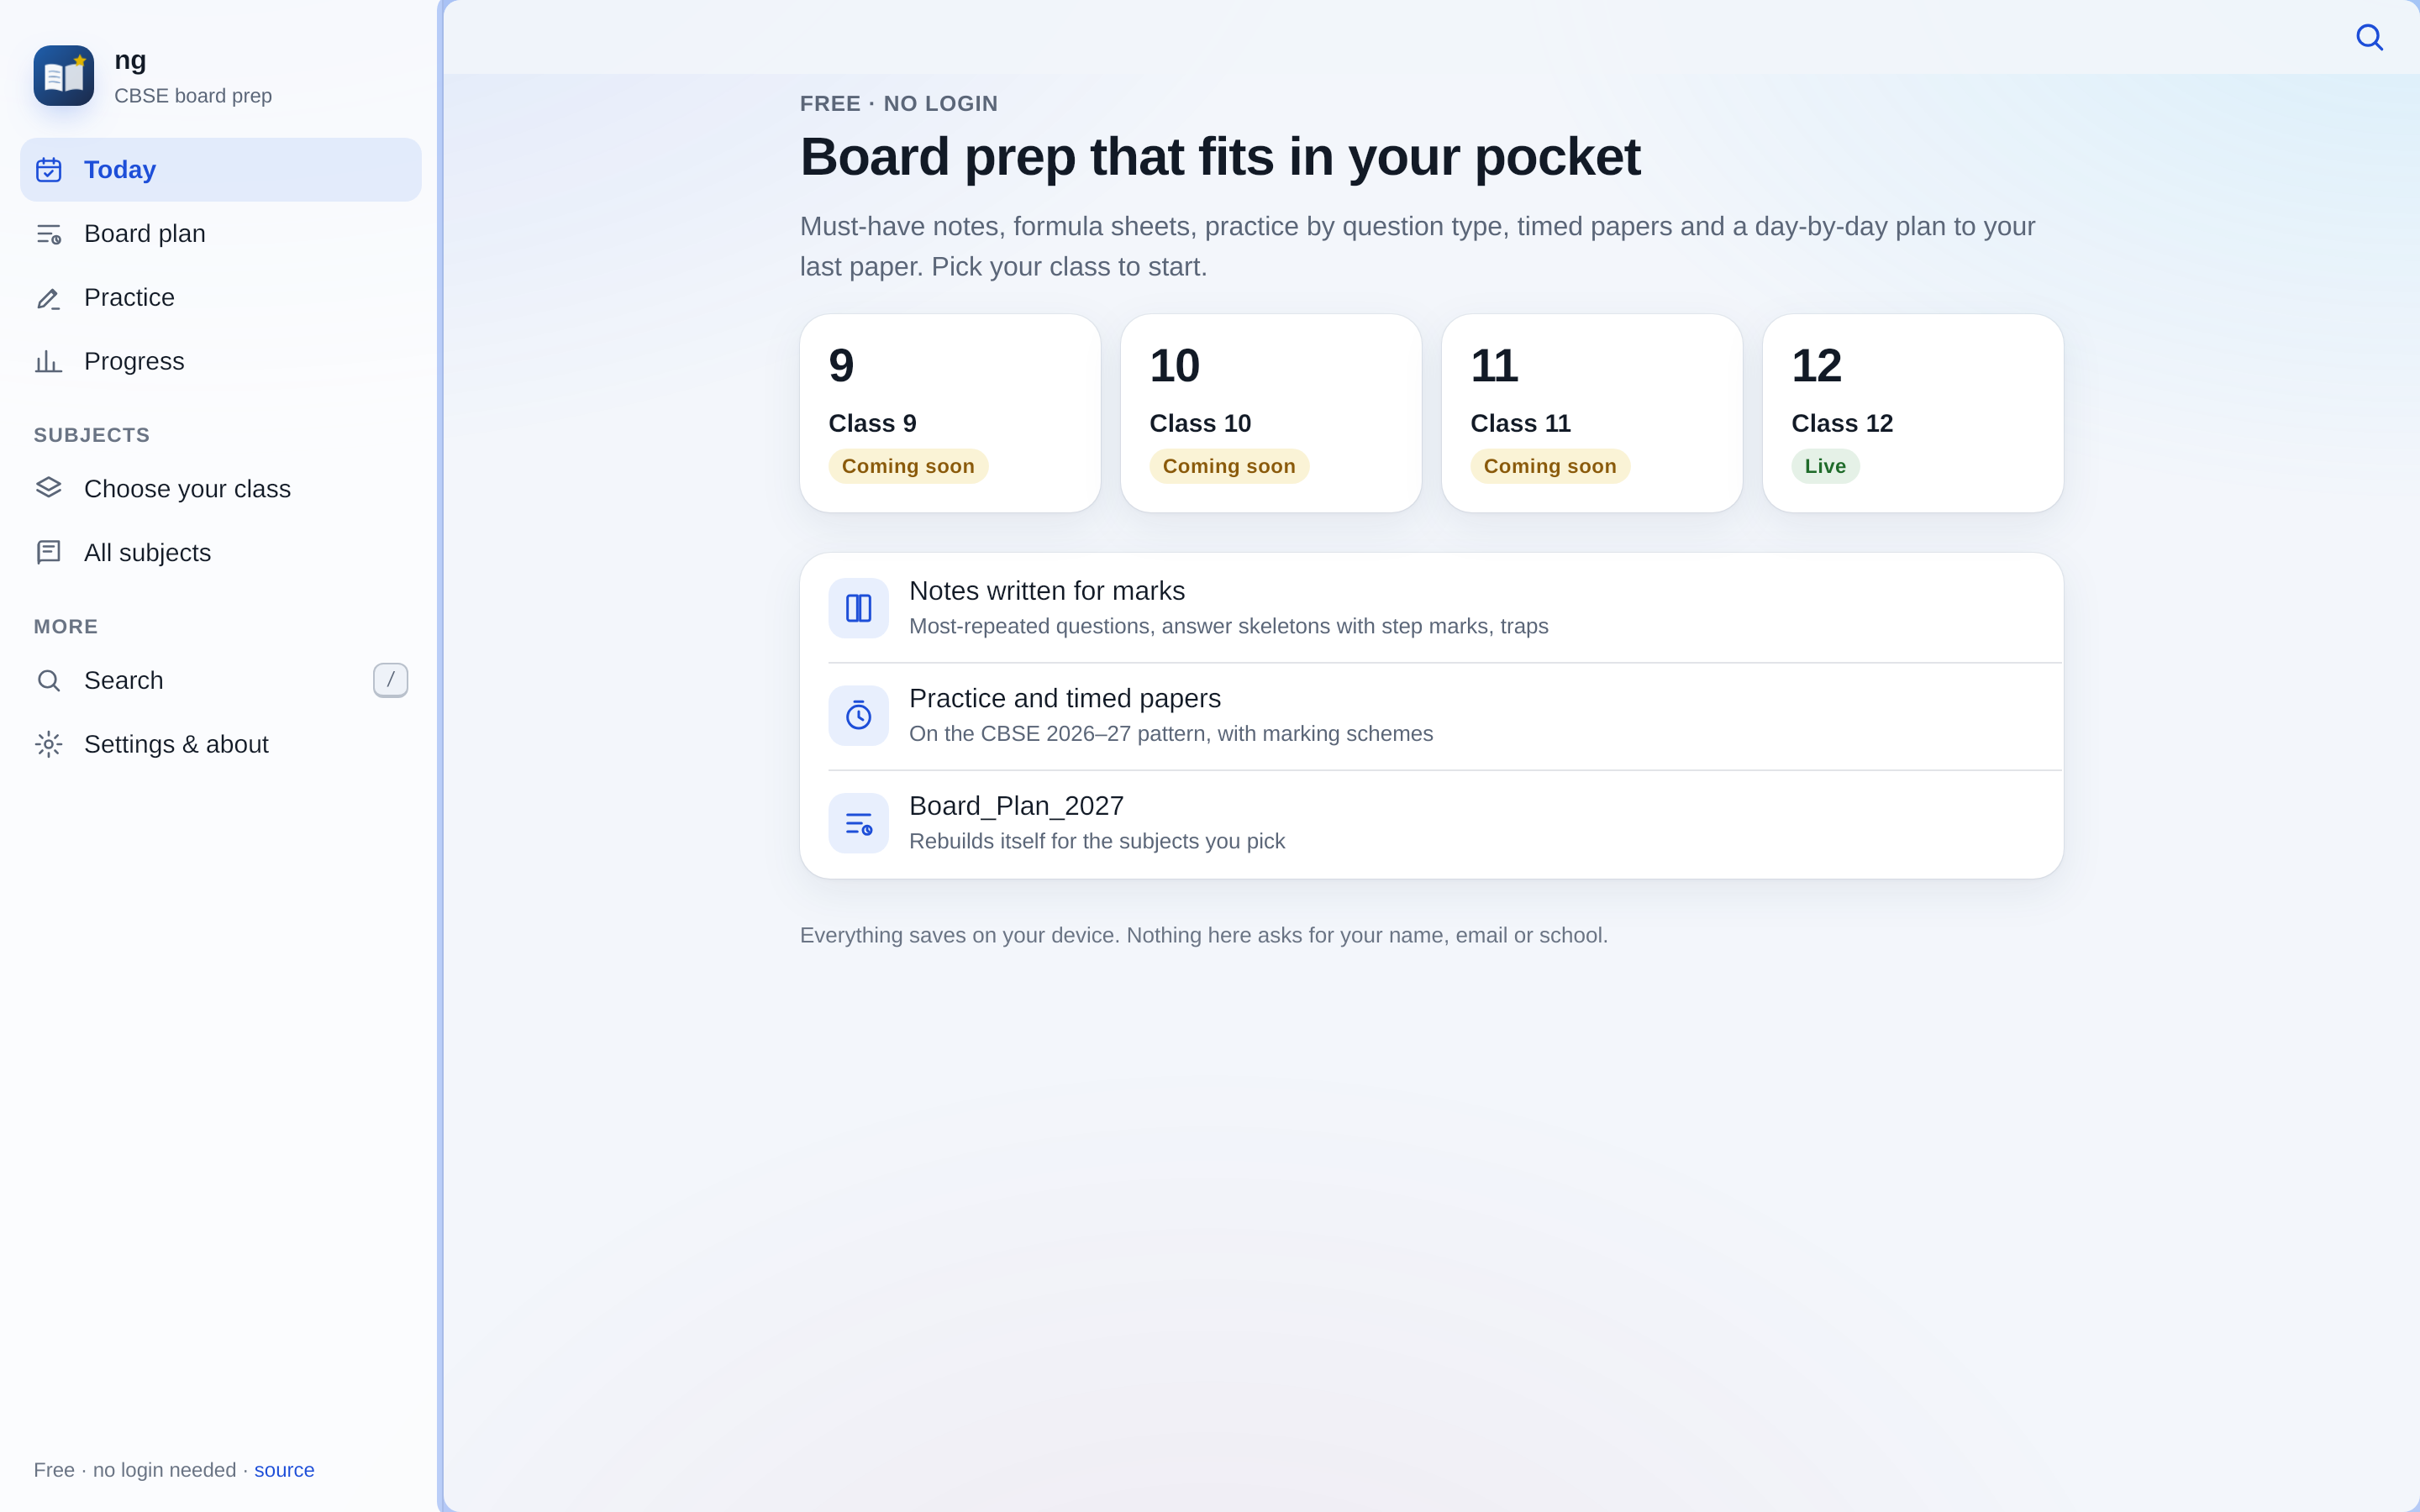 ng
CBSE board prep
Today
Board plan
Practice
Progress
SUBJECTS
Choose your class
All subjects
MORE
Search
/
Settings & about
Free · no login needed · source
FREE · NO LOGIN
Board prep that fits in your pocket
Must-have notes, formula sheets, practice by question type, timed papers and a day-by-day plan to your
last paper. Pick your class to start.
9
Class 9
Coming soon
10
Class 10
Coming soon
11
Class 11
Coming soon
12
Class 12
Live
Notes written for marks
Most-repeated questions, answer skeletons with step marks, traps
Practice and timed papers
On the CBSE 2026–27 pattern, with marking schemes
Board_Plan_2027
Rebuilds itself for the subjects you pick
Everything saves on your device. Nothing here asks for your name, email or school.